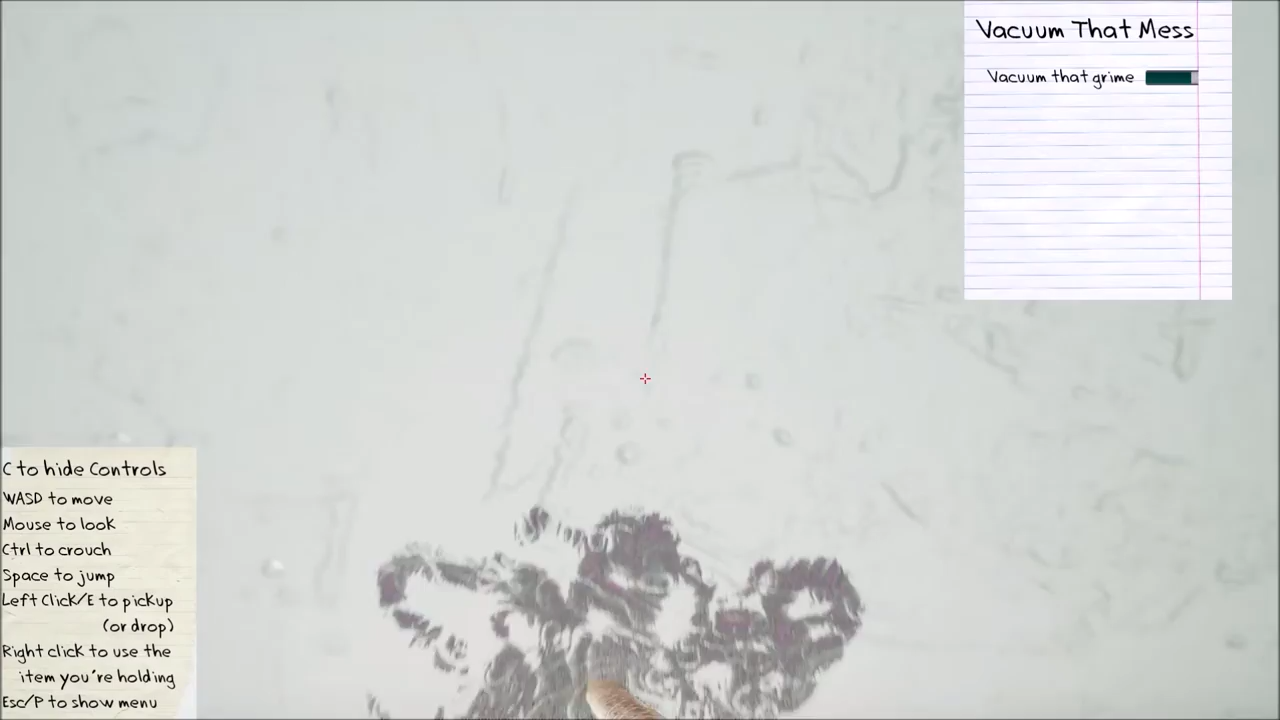 Vacuum That Mess
Vacuum that grime
C to hide Controls
WASD to move
Mouse to look
Ctrl to crouch
Space to jump
Left Click/E to pickup
(or drop)
Right click to use the
item you're holding
Esc/P to show menu